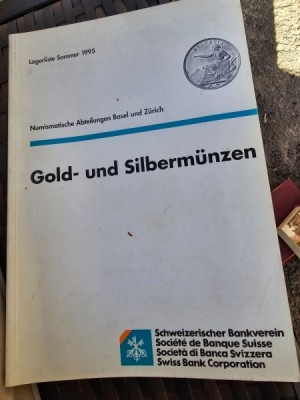 Lagerliste Sommer 1995
Numismatische Abteilungen Basel und Zürich
Gold- und Silbermünzen
Schweizerischer Bankverein
Société de Banque Suisse
Società di Banca Svizzera
Swiss Bank Corporation